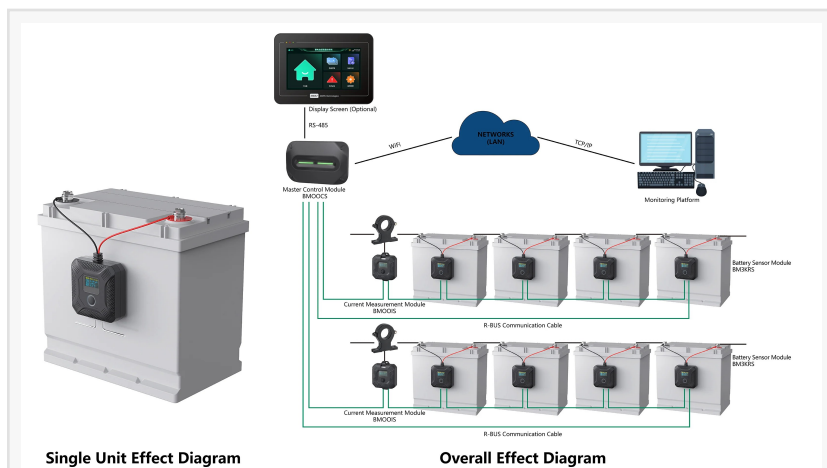 Display Screen (Optional)
RS-485
NETWORKS
(LAN)
WIFI
TCP/IP
Master Control Module
BMOOCS
Monitoring Platform
Battery Sensor Module
BM3KRS
Current Measurement Module
BMOOIS
R-BUS Communication Cable
Battery Sensor Module
BM3KRS
Current Measurement Module
BMOOIS
R-BUS Communication Cable
Single Unit Effect Diagram
Overall Effect Diagram